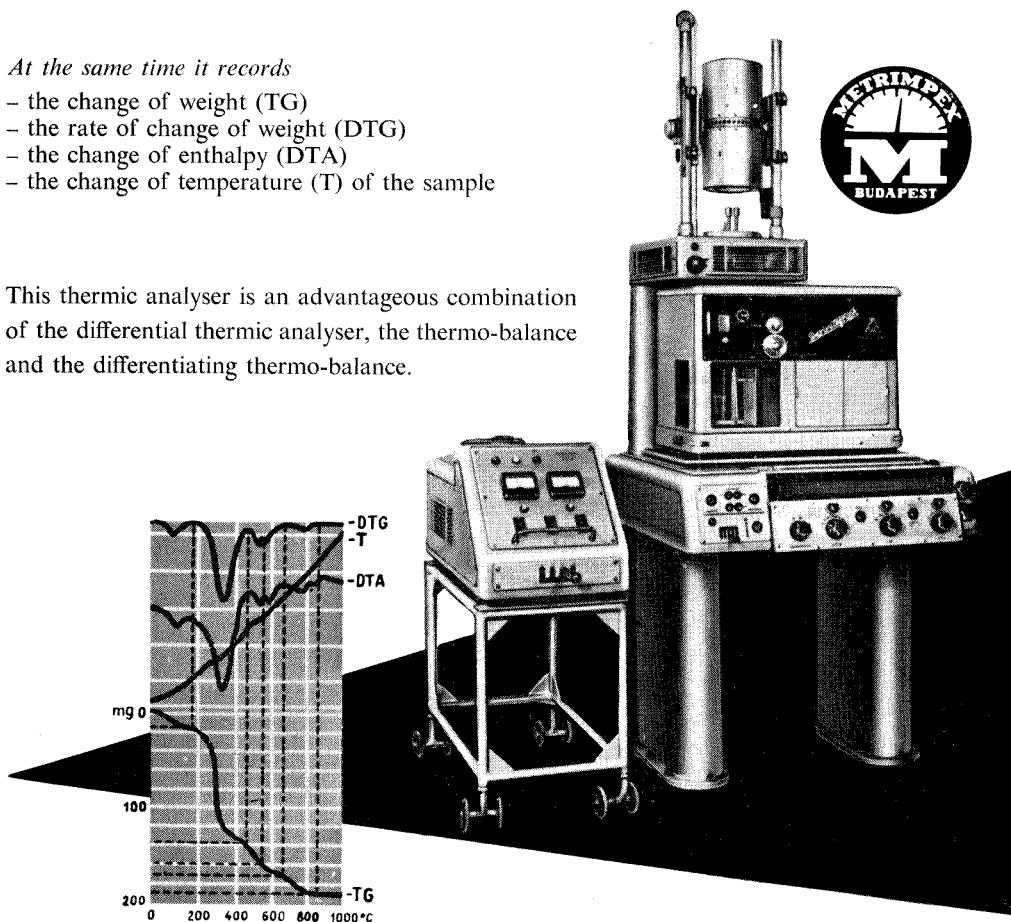 At the same time it records
– the change of weight (TG)
– the rate of change of weight (DTG)
– the change of enthalpy (DTA)
– the change of temperature (T) of the sample
METRIMPEX
M
BUDAPEST
This thermic analyser is an advantageous combination
of the differential thermic analyser, the thermo-balance
and the differentiating thermo-balance.
-DTG
-T
-DTA
mg 0
100
200
-TG
0 200 400 600 800 1000°C